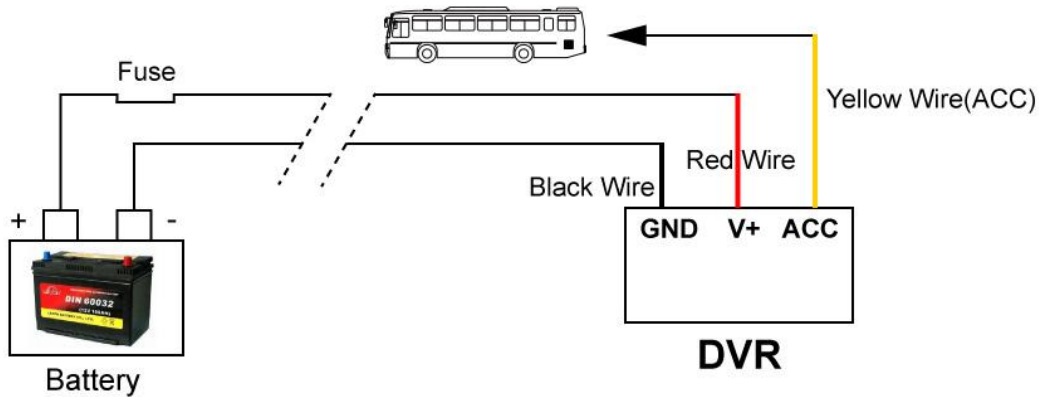 Fuse
Yellow Wire(ACC)
Red Wire
Black Wire
+ -
GND V+ ACC
DIN 60032
DVR
Battery